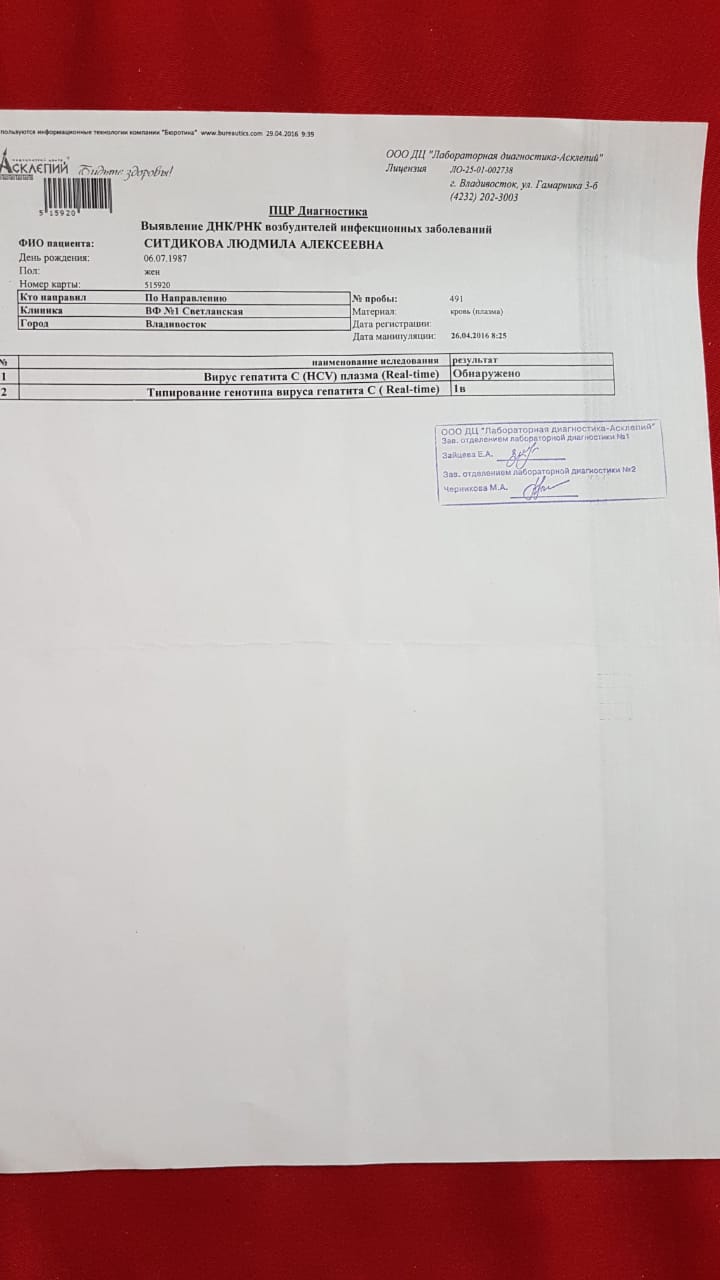 пользуются информационные технологии компании "Бюротика" www.bureautics.com 29.04.2016 9:35
АСКЛЕПИЙ Будьте здоровы!
515920
ООО ДЦ "Лабораторная диагностика-Асклепий"
Лицензия ЛО-25-01-002738
г. Владивосток, ул. Гамарника 3-б
(4232) 202-3003
ПЦР Диагностика
Выявление ДНК/РНК возбудителей инфекционных заболеваний
ФИО пациента: СИТДИКОВА ЛЮДМИЛА АЛЕКСЕЕВНА
День рождения: 06.07.1987
Пол: жен
Номер карты: 515920
Кто направил По Направлению
Клиника ВФ №1 Светланская
Город Владивосток
№ пробы: 491
Материал: кровь (плазма)
Дата регистрации:
Дата манипуляции: 26.04.2016 8:25
№ наименование иследования результат
1 Вирус гепатита С (HCV) плазма (Real-time) Обнаружено
2 Типирование генотипа вируса гепатита С ( Real-time) 1в
ООО ДЦ "Лабораторная диагностика-Асклепий"
Зав. отделением лабораторной диагностики №1
Зайцева Е.А.
Зав. отделением лабораторной диагностики №2
Черникова М.А.